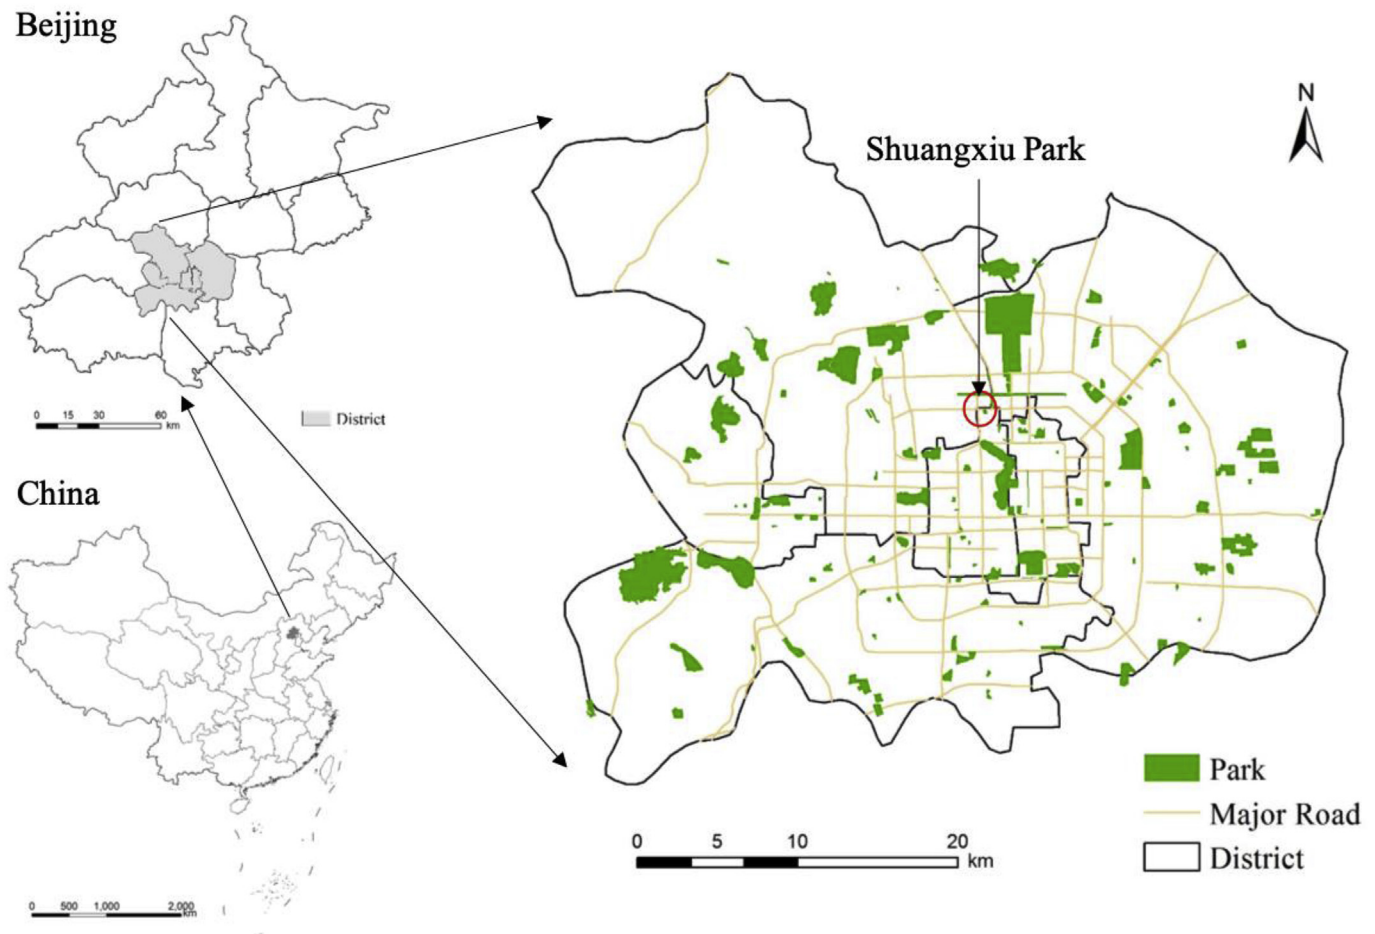 Beijing
0 15 30 60
km
District
China
0 500 1,000 2,000
km
Shuangxiu Park
N
Park
Major Road
District
0 5 10 20
km